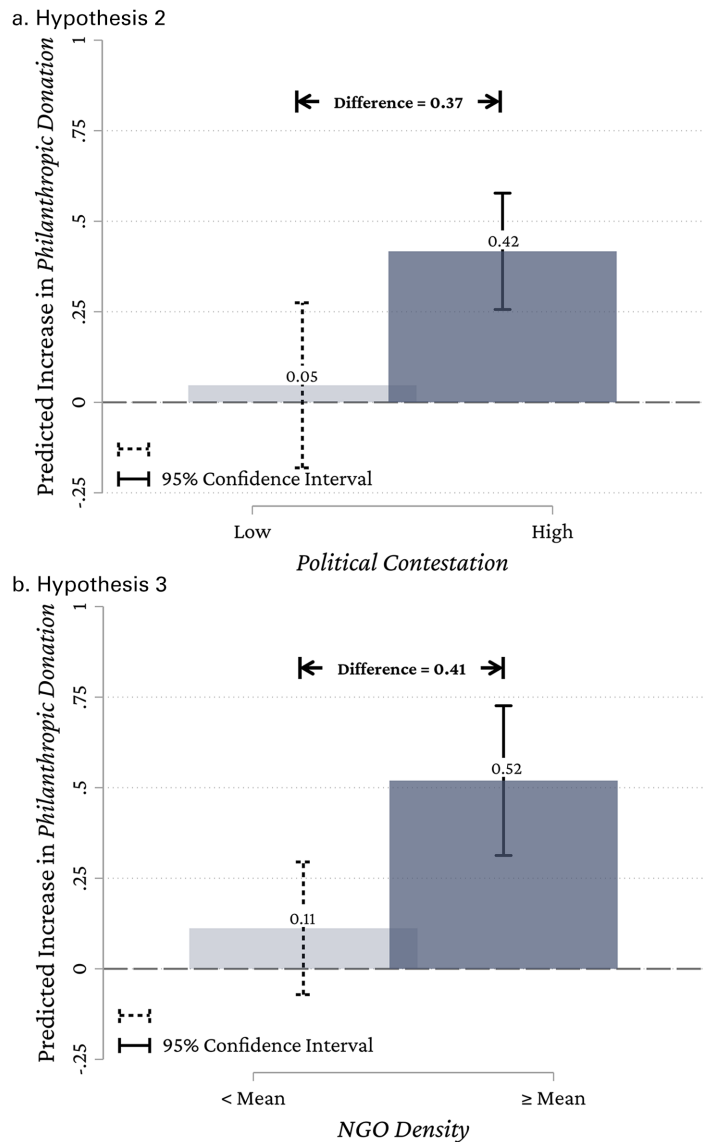 a. Hypothesis 2
Predicted Increase in Philanthropic Donation
1
.75
.5
.25
0
-.25
Difference = 0.37
0.42
0.05
95% Confidence Interval
Low
High
Political Contestation
b. Hypothesis 3
Predicted Increase in Philanthropic Donation
1
.75
.5
.25
0
-.25
Difference = 0.41
0.52
0.11
95% Confidence Interval
< Mean
≥ Mean
NGO Density